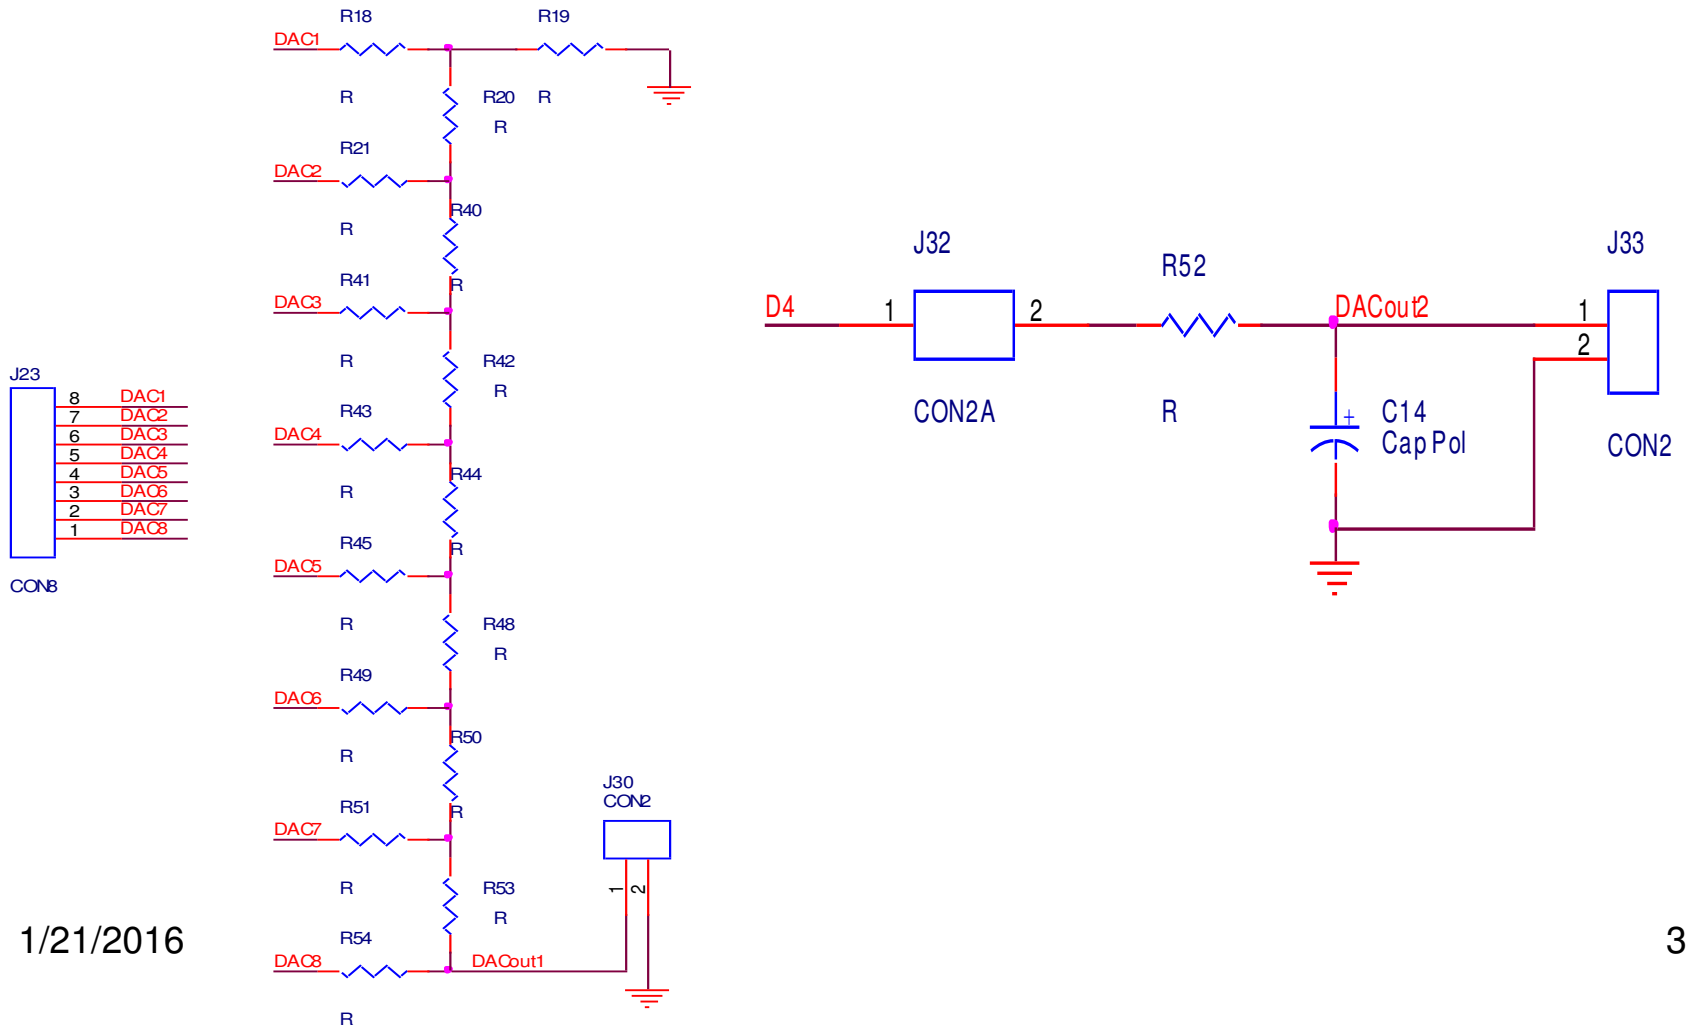 R18
R19
DAC1
R
R20
R
R
R21
DAC2
R40
R
R41
R
DAC3
R
R42
R
R43
DAC4
R44
R
R45
R
DAC5
R
R48
R
R49
DAC6
R50
R
R51
R
DAC7
R
R53
R
R54
DAC8
DACout1
R
J30
CON2
1
2
J23
8 DAC1
7 DAC2
6 DAC3
5 DAC4
4 DAC5
3 DAC6
2 DAC7
1 DAC8
CON8
J32
D4
1
2
CON2A
R52
R
DACout2
C14
Cap Pol
+
J33
1
2
CON2
1/21/2016
3